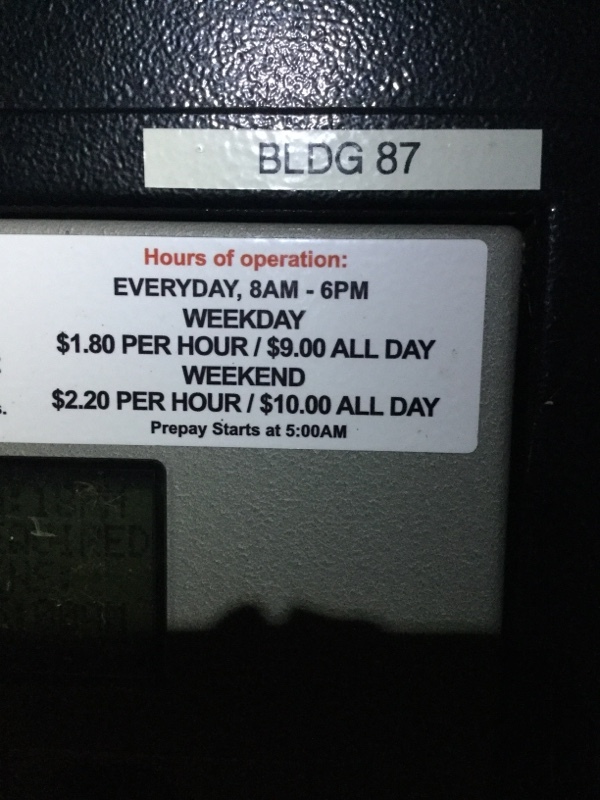 BLDG 87
Hours of operation:
EVERYDAY, 8AM - 6PM
WEEKDAY
$1.80 PER HOUR / $9.00 ALL DAY
WEEKEND
$2.20 PER HOUR / $10.00 ALL DAY
Prepay Starts at 5:00AM